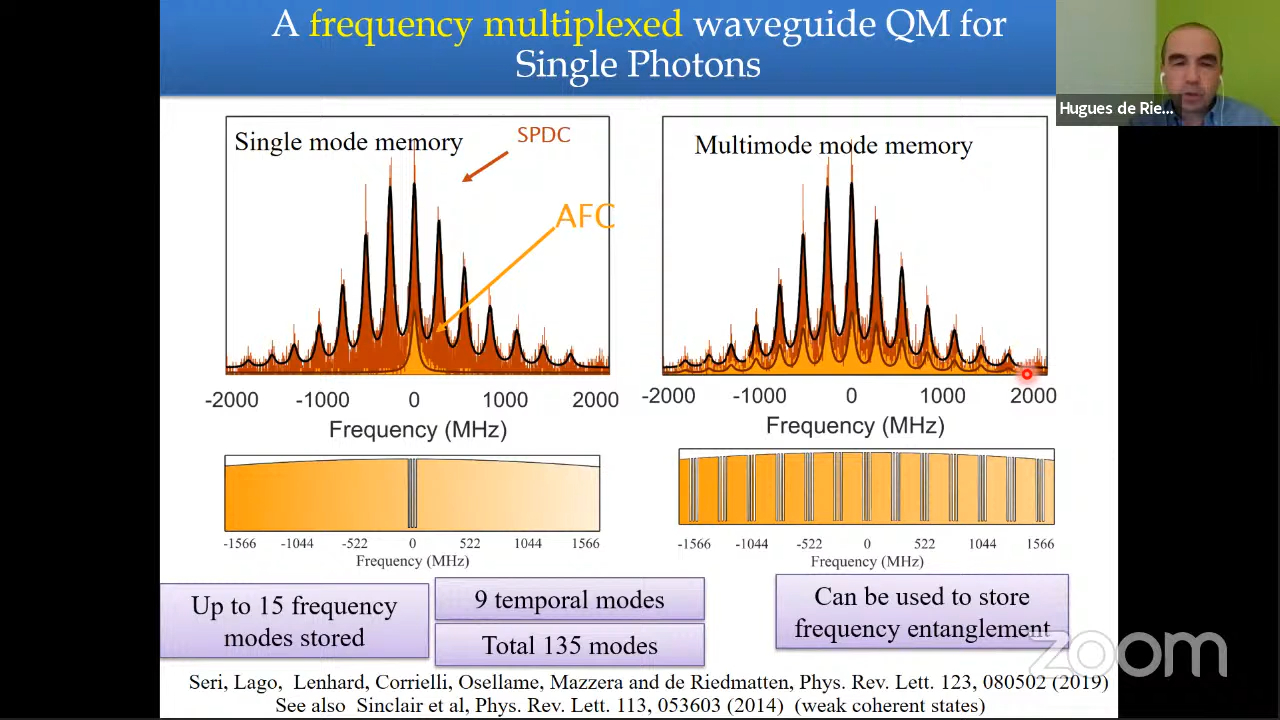 A frequency multiplexed waveguide QM for
Single Photons
Hugues de Rie...
Single mode memory
SPDC
AFC
-2000 -1000 0 1000 2000
Frequency (MHz)
Multimode mode memory
-2000 -1000 0 1000 2000
Frequency (MHz)
-1566 -1044 -522 0 522 1044 1566
Frequency (MHz)
-1566 -1044 -522 0 522 1044 1566
Frequency (MHz)
Up to 15 frequency
modes stored
9 temporal modes
Total 135 modes
Can be used to store
frequency entanglement
zoom
Seri, Lago, Lenhard, Corrielli, Osellame, Mazzera and de Riedmatten, Phys. Rev. Lett. 123, 080502 (2019)
See also Sinclair et al, Phys. Rev. Lett. 113, 053603 (2014) (weak coherent states)